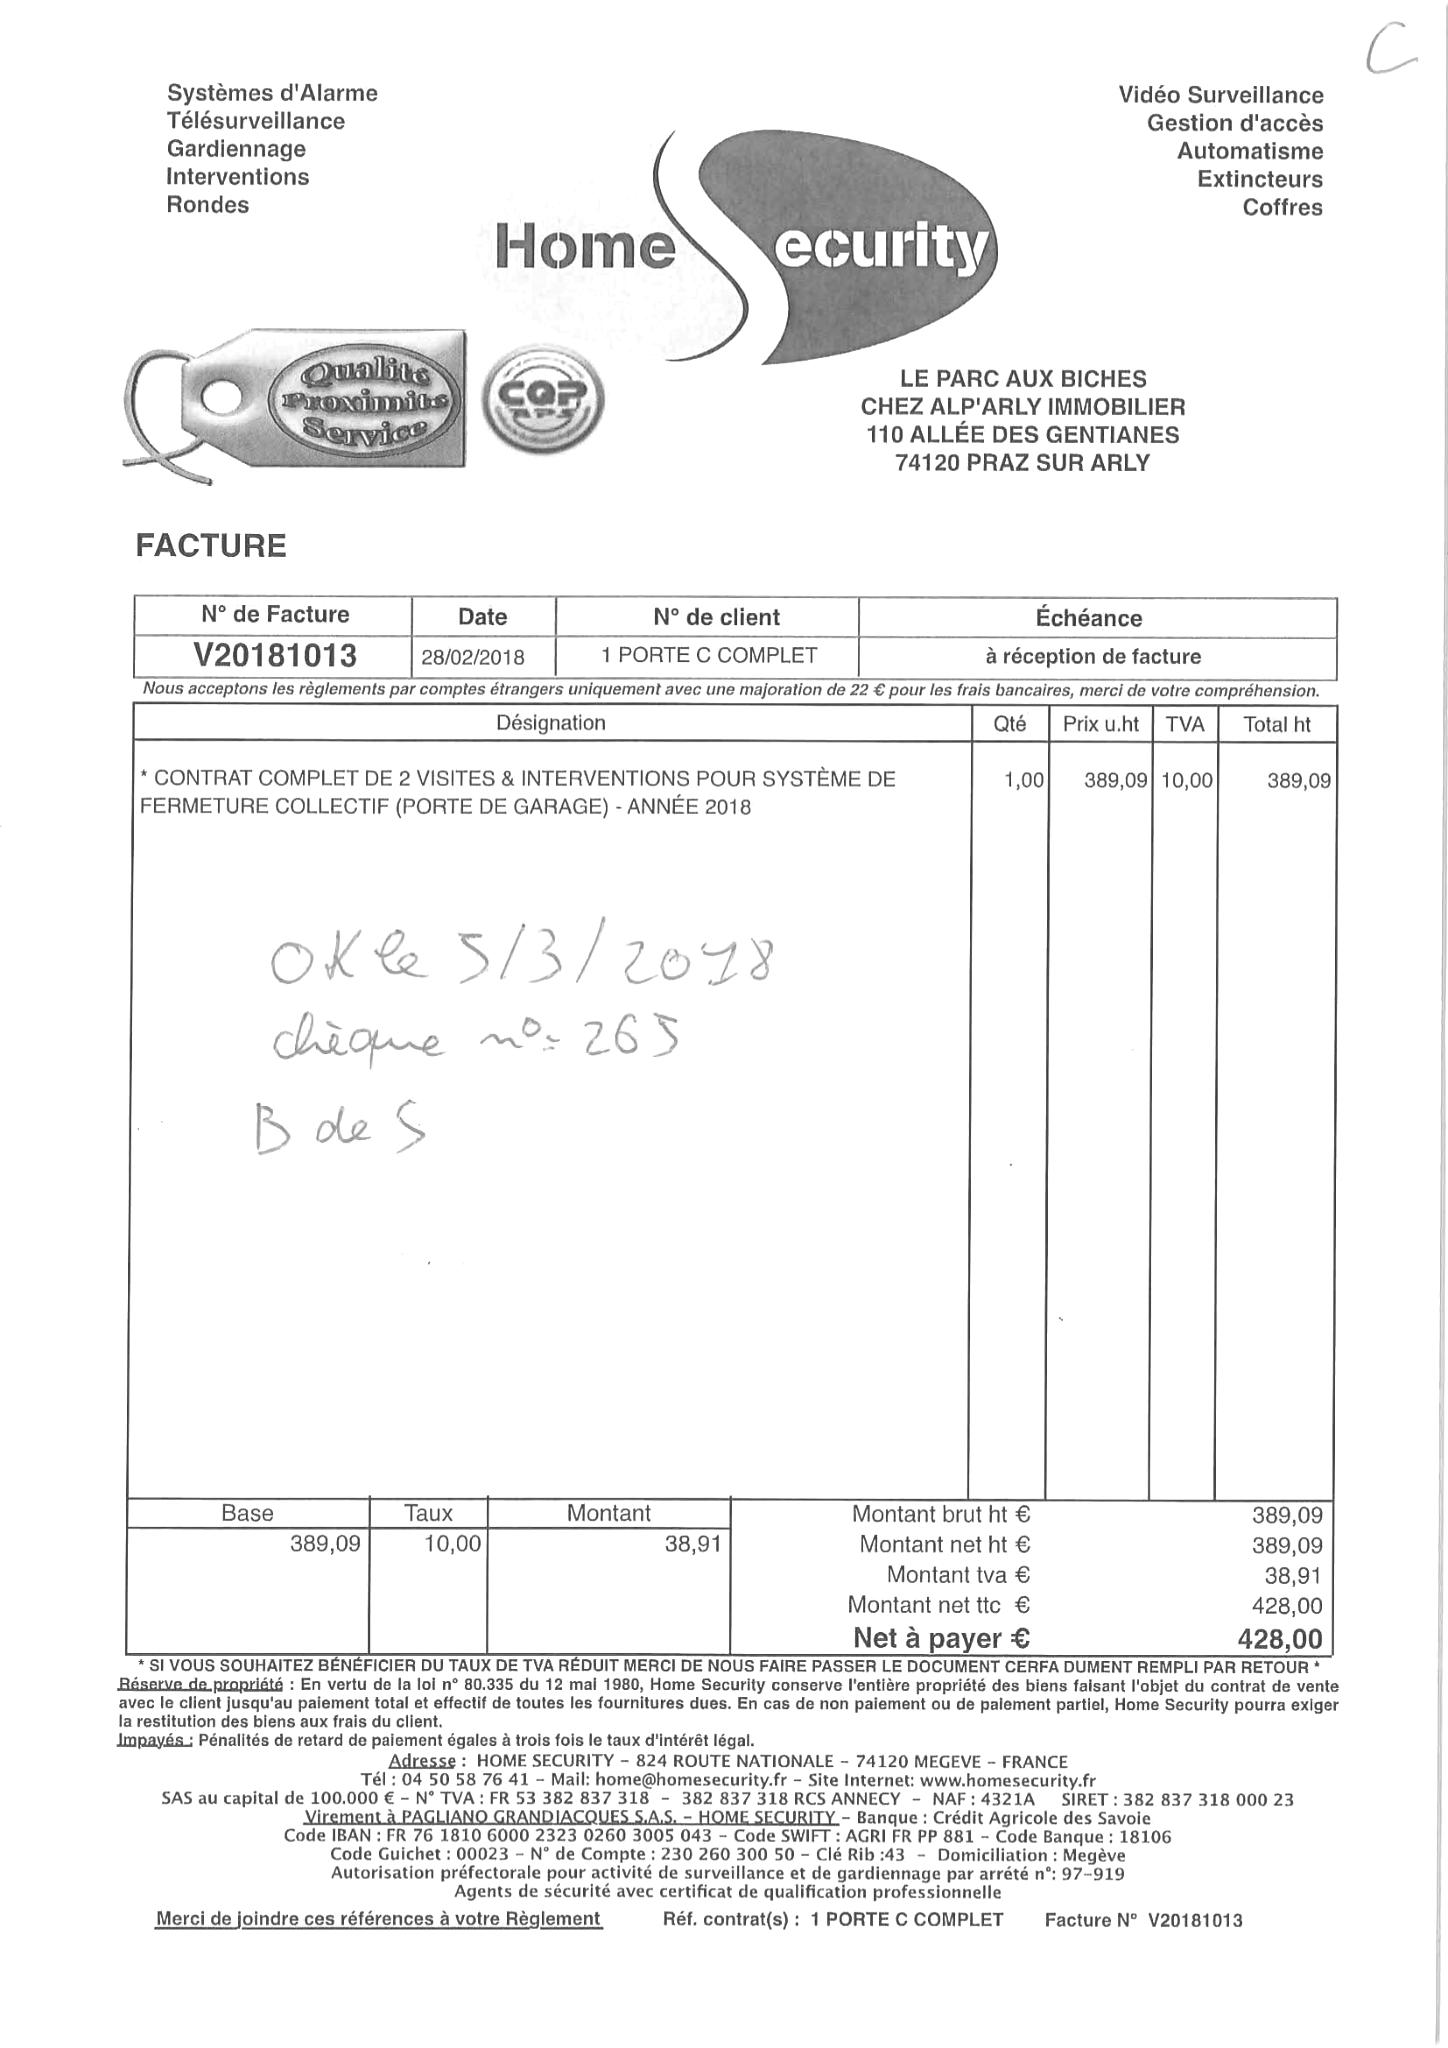 C
Systèmes d'Alarme
Télésurveillance
Gardiennage
Interventions
Rondes
Vidéo Surveillance
Gestion d'accès
Automatisme
Extincteurs
Coffres
Home Security
Qualits
Proximits
Service
CQP
APS
LE PARC AUX BICHES
CHEZ ALP'ARLY IMMOBILIER
110 ALLÉE DES GENTIANES
74120 PRAZ SUR ARLY
FACTURE
N° de Facture Date N° de client Échéance
V20181013 28/02/2018 1 PORTE C COMPLET à réception de facture
Nous acceptons les règlements par comptes étrangers uniquement avec une majoration de 22 € pour les frais bancaires, merci de votre compréhension.
Désignation Qté Prix u.ht TVA Total ht
* CONTRAT COMPLET DE 2 VISITES & INTERVENTIONS POUR SYSTÈME DE 1,00 389,09 10,00 389,09
FERMETURE COLLECTIF (PORTE DE GARAGE) - ANNÉE 2018
OK le 5/3/2018
chèque n°= 265
B de S
Base Taux Montant Montant brut ht € 389,09
389,09 10,00 38,91 Montant net ht € 389,09
Montant tva € 38,91
Montant net ttc € 428,00
Net à payer € 428,00
* SI VOUS SOUHAITEZ BÉNÉFICIER DU TAUX DE TVA RÉDUIT MERCI DE NOUS FAIRE PASSER LE DOCUMENT CERFA DUMENT REMPLI PAR RETOUR *
Réserve de propriété : En vertu de la loi n° 80.335 du 12 mai 1980, Home Security conserve l'entière propriété des biens faisant l'objet du contrat de vente
avec le client jusqu'au paiement total et effectif de toutes les fournitures dues. En cas de non paiement ou de paiement partiel, Home Security pourra exiger
la restitution des biens aux frais du client.
Impayés : Pénalités de retard de paiement égales à trois fois le taux d'intérêt légal.
Adresse : HOME SECURITY – 824 ROUTE NATIONALE – 74120 MEGEVE – FRANCE
Tél : 04 50 58 76 41 – Mail: home@homesecurity.fr – Site Internet: www.homesecurity.fr
SAS au capital de 100.000 € – N° TVA : FR 53 382 837 318 – 382 837 318 RCS ANNECY – NAF : 4321A SIRET : 382 837 318 000 23
Virement à PAGLIANO GRANDJACQUES S.A.S. – HOME SECURITY – Banque : Crédit Agricole des Savoie
Code IBAN : FR 76 1810 6000 2323 0260 3005 043 – Code SWIFT : AGRI FR PP 881 – Code Banque : 18106
Code Guichet : 00023 – N° de Compte : 230 260 300 50 – Clé Rib :43 – Domiciliation : Megève
Autorisation préfectorale pour activité de surveillance et de gardiennage par arrété n°: 97-919
Agents de sécurité avec certificat de qualification professionnelle
Merci de joindre ces références à votre Règlement Réf. contrat(s) : 1 PORTE C COMPLET Facture N° V20181013